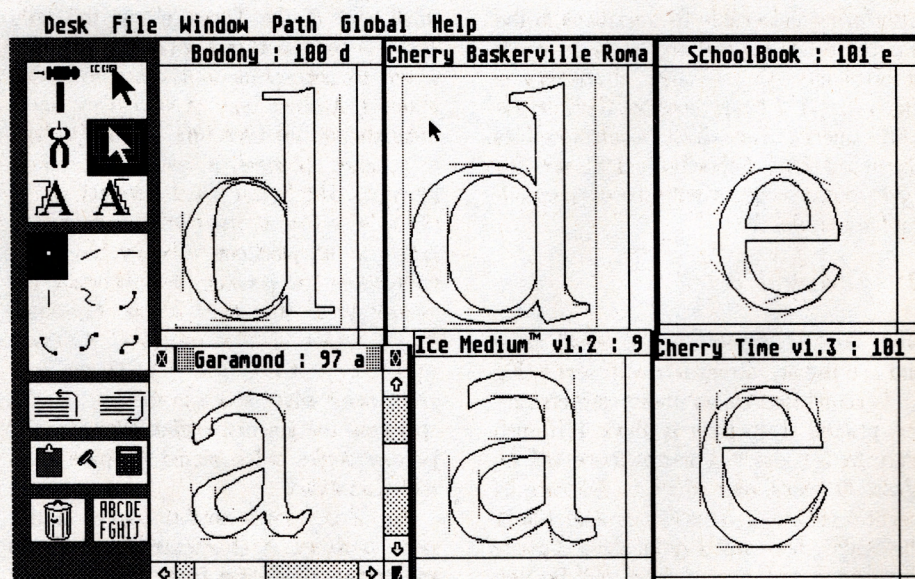 Desk File Window Path Global Help
Bodony : 100 d
Cherry Baskerville Roma
SchoolBook : 101 e
A A
d
d
e
ABCDE
FGHIJ
Garamond : 97 a
Ice Medium™ v1.2 : 9
Cherry Time v1.3 : 101
a
a
e